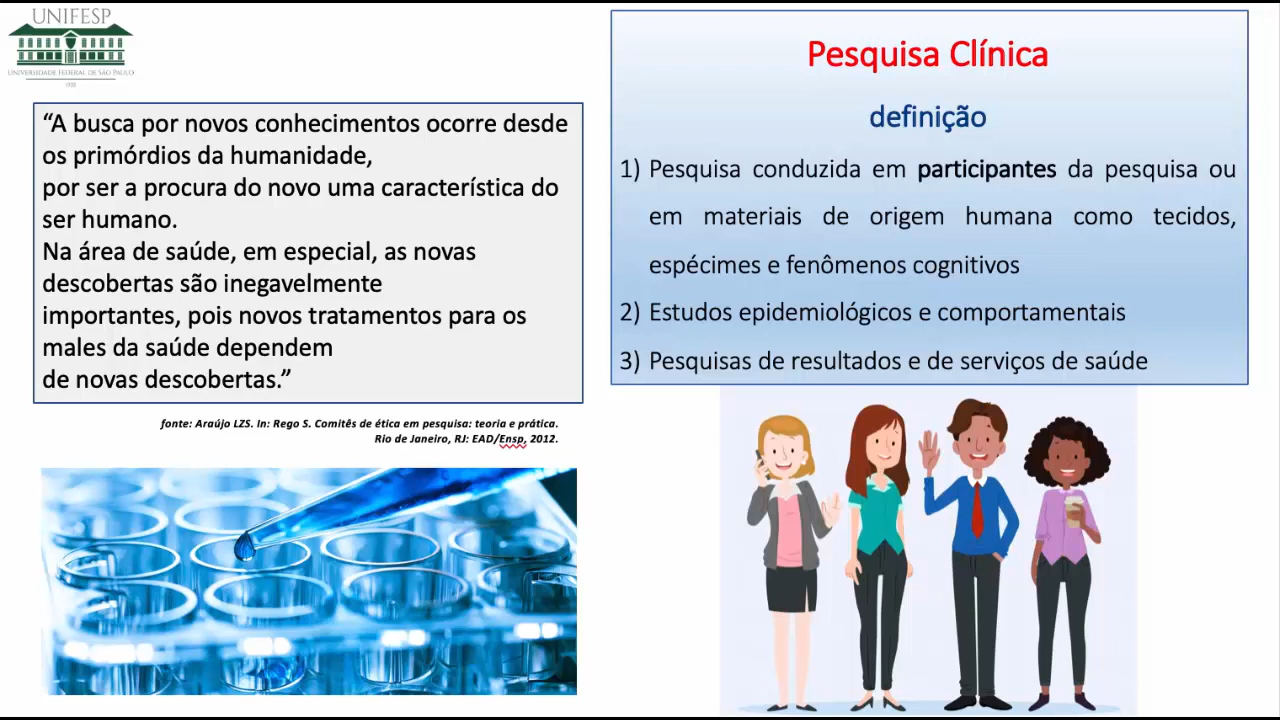 UNIFESP
UNIVERSIDADE FEDERAL DE SÃO PAULO
“A busca por novos conhecimentos ocorre desde
os primórdios da humanidade,
por ser a procura do novo uma característica do
ser humano.
Na área de saúde, em especial, as novas
descobertas são inegavelmente
importantes, pois novos tratamentos para os
males da saúde dependem
de novas descobertas.”
fonte: Araújo LZS. In: Rego S. Comitês de ética em pesquisa: teoria e prática.
Rio de Janeiro, RJ: EAD/Ensp, 2012.
Pesquisa Clínica
definição
1) Pesquisa conduzida em participantes da pesquisa ou
em materiais de origem humana como tecidos,
espécimes e fenômenos cognitivos
2) Estudos epidemiológicos e comportamentais
3) Pesquisas de resultados e de serviços de saúde